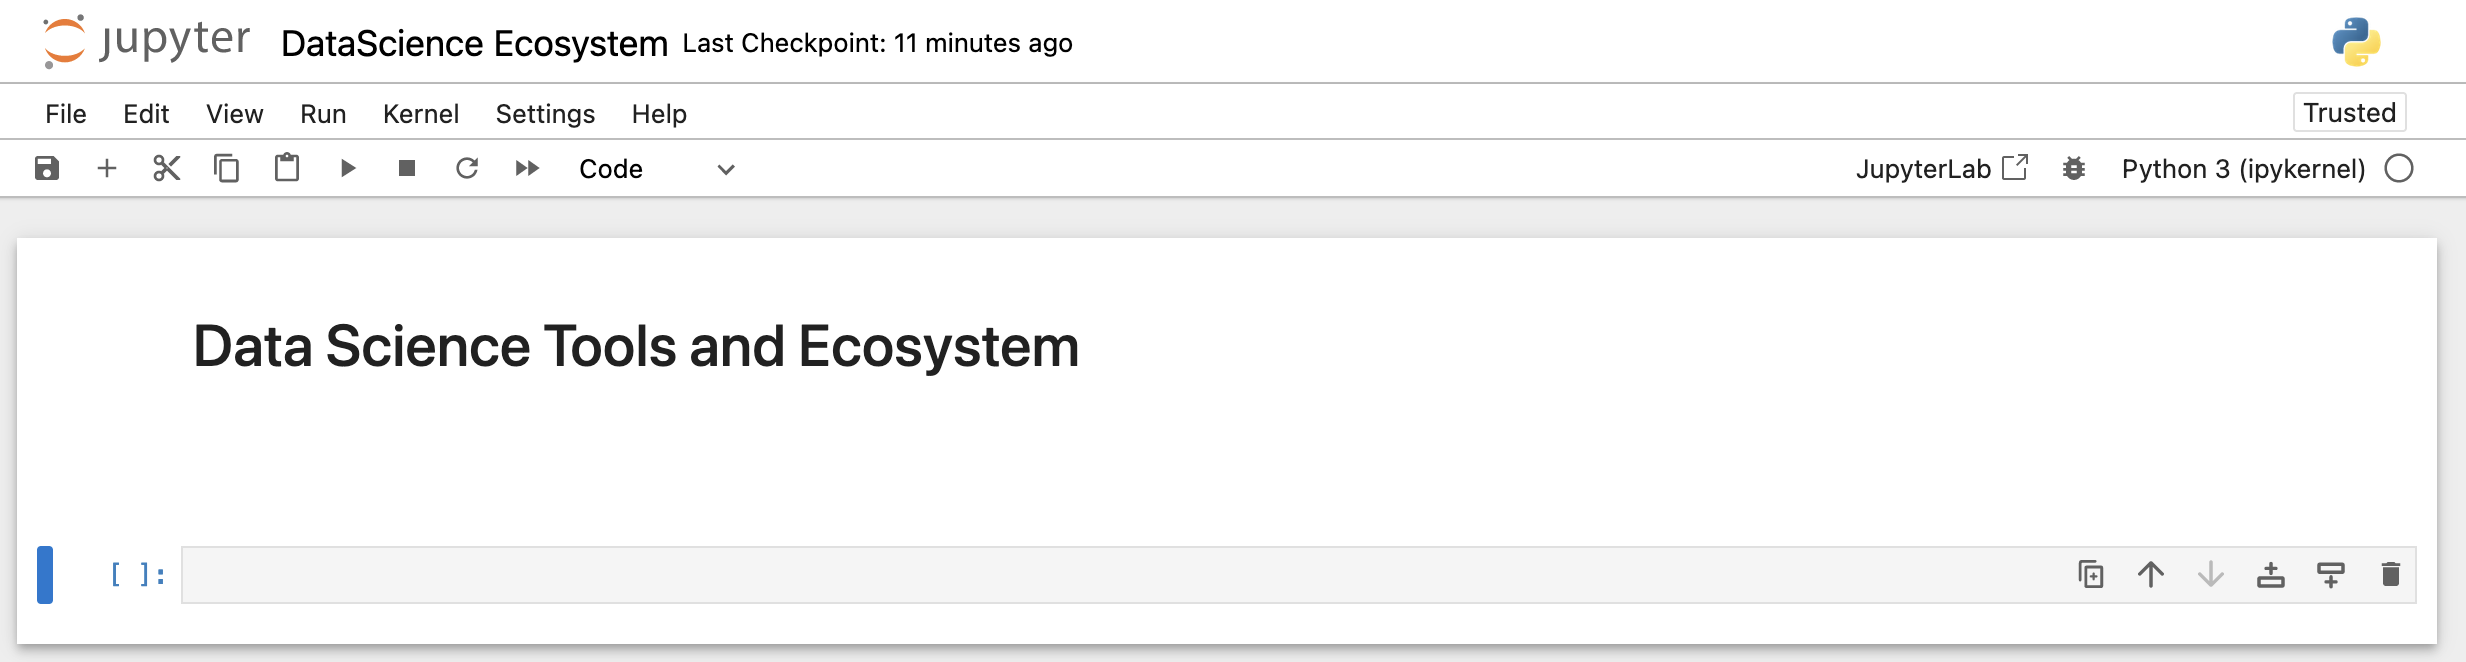 jupyter DataScience Ecosystem Last Checkpoint: 11 minutes ago
File Edit View Run Kernel Settings Help Trusted
Code JupyterLab Python 3 (ipykernel)
Data Science Tools and Ecosystem
[ ]: